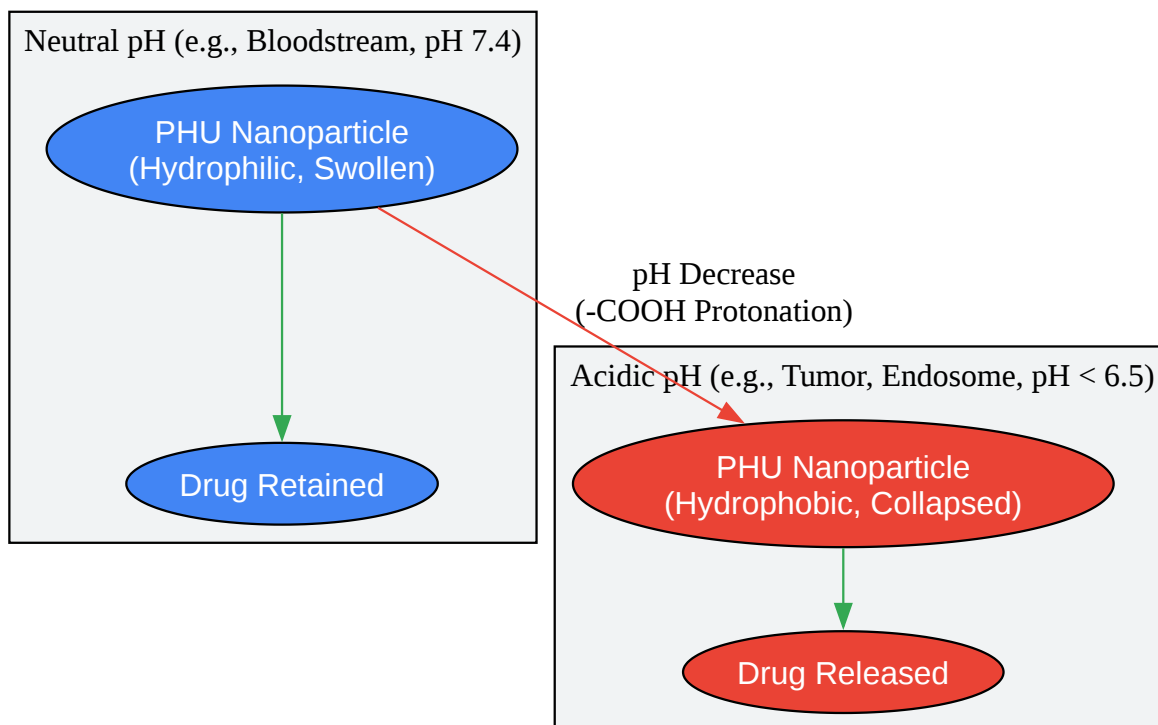 Neutral pH (e.g., Bloodstream, pH 7.4)
PHU Nanoparticle
(Hydrophilic, Swollen)
Drug Retained
pH Decrease
(-COOH Protonation)
Acidic pH (e.g., Tumor, Endosome, pH < 6.5)
PHU Nanoparticle
(Hydrophobic, Collapsed)
Drug Released